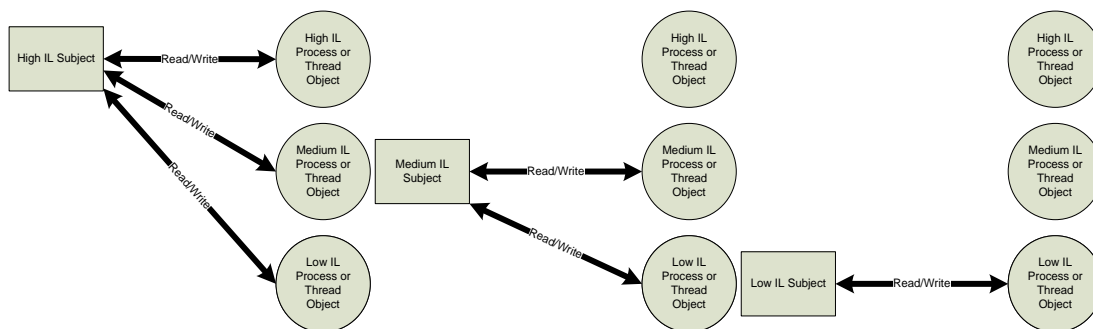 High IL Subject
Read/Write
Read/Write
Read/Write
High IL
Process or
Thread
Object
Medium IL
Process or
Thread
Object
Low IL
Process or
Thread
Object
Medium IL
Subject
Read/Write
Read/Write
High IL
Process or
Thread
Object
Medium IL
Process or
Thread
Object
Low IL
Process or
Thread
Object
Low IL Subject
Read/Write
High IL
Process or
Thread
Object
Medium IL
Process or
Thread
Object
Low IL
Process or
Thread
Object